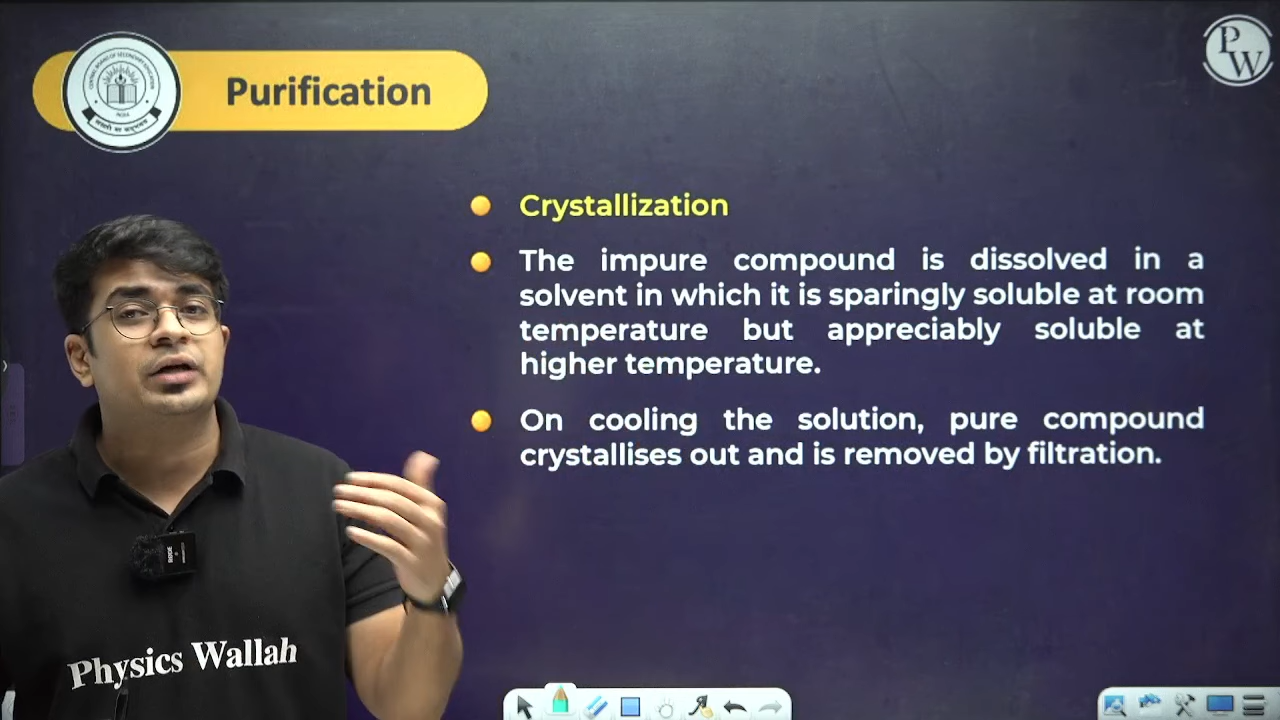 Purification
P
W
Crystallization
The impure compound is dissolved in a
solvent in which it is sparingly soluble at room
temperature but appreciably soluble at
higher temperature.
On cooling the solution, pure compound
crystallises out and is removed by filtration.
Physics Wallah